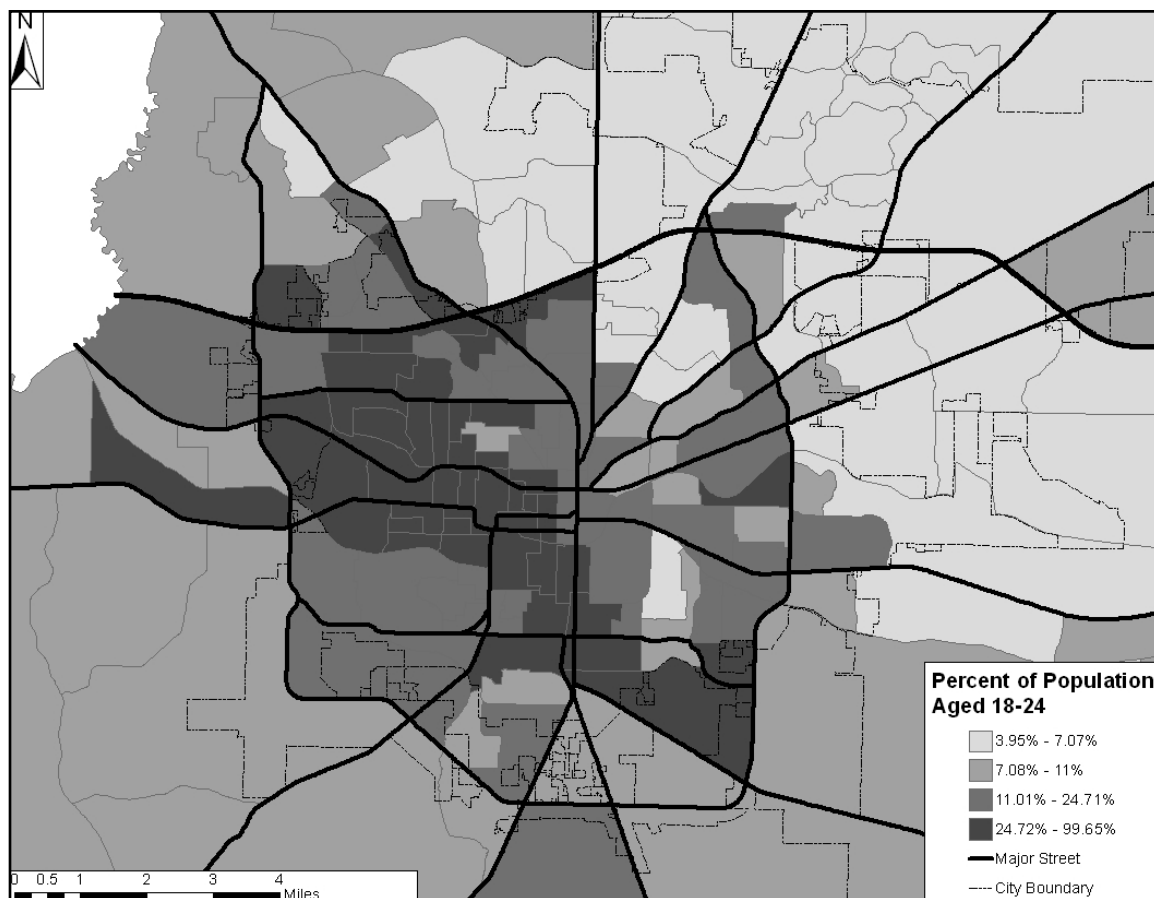 N
Percent of Population
Aged 18-24
3.95% - 7.07%
7.08% - 11%
11.01% - 24.71%
24.72% - 99.65%
Major Street
City Boundary
0 0.5 1 2 3 4
Miles